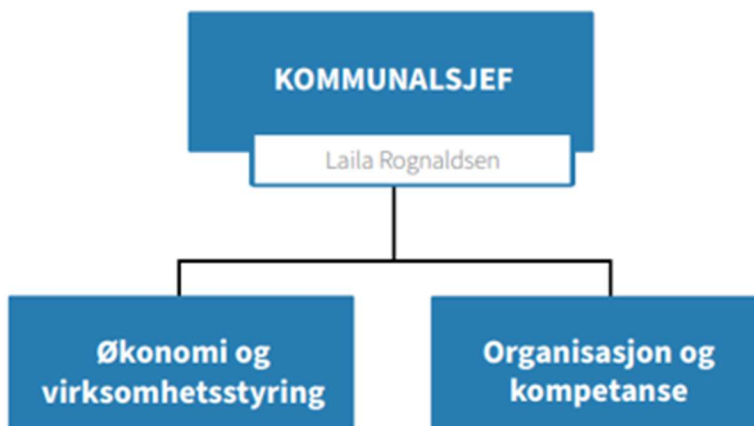 KOMMUNALSJEF
Laila Rognaldsen
Økonomi og
virksomhetsstyring
Organisasjon og
kompetanse